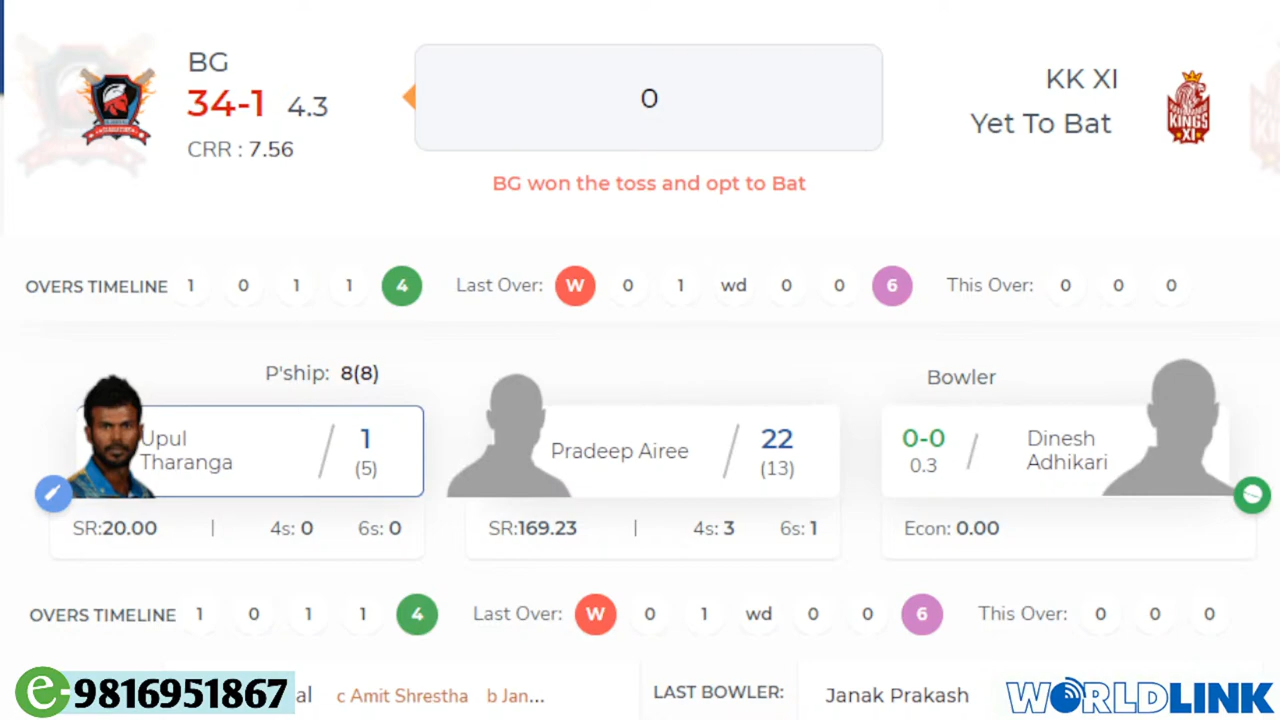 BG
34-1 4.3
CRR : 7.56
0
BG won the toss and opt to Bat
KK XI
Yet To Bat
KINGS
XI
OVERS TIMELINE 1 0 1 1 4 Last Over: W 0 1 wd 0 0 6 This Over: 0 0 0
P'ship: 8(8)
Upul
Tharanga
1
(5)
SR:20.00 | 4s: 0 6s: 0
Pradeep Airee
22
(13)
SR:169.23 | 4s: 3 6s: 1
Bowler
0-0
0.3
Dinesh
Adhikari
Econ: 0.00
OVERS TIMELINE 1 0 1 1 4 Last Over: W 0 1 wd 0 0 6 This Over: 0 0 0
e-9816951867 al c Amit Shrestha b Jan... LAST BOWLER: Janak Prakash WORLDLINK